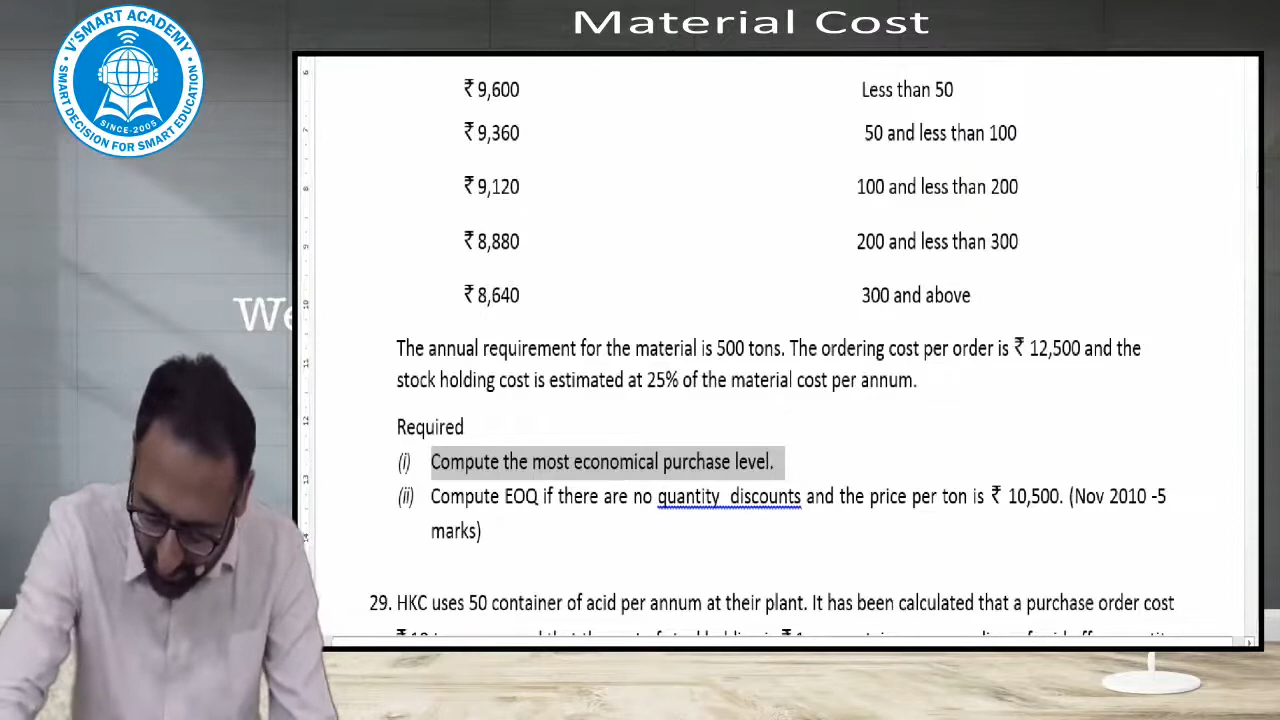 Material Cost
V'SMART ACADEMY
SINCE-2005
SMART DECISION FOR SMART EDUCATION
We
₹ 9,600 Less than 50
₹ 9,360 50 and less than 100
₹ 9,120 100 and less than 200
₹ 8,880 200 and less than 300
₹ 8,640 300 and above
The annual requirement for the material is 500 tons. The ordering cost per order is ₹ 12,500 and the
stock holding cost is estimated at 25% of the material cost per annum.
Required
(i) Compute the most economical purchase level.
(ii) Compute EOQ if there are no quantity discounts and the price per ton is ₹ 10,500. (Nov 2010 -5
marks)
29. HKC uses 50 container of acid per annum at their plant. It has been calculated that a purchase order cost